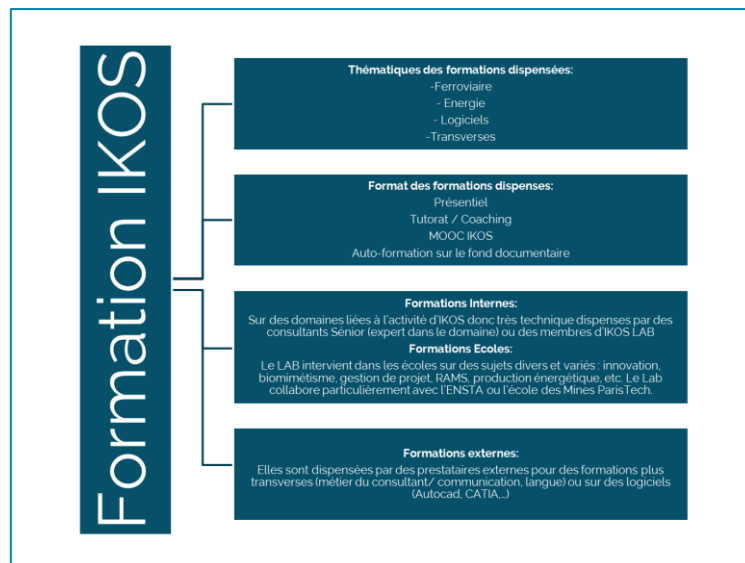 Formation IKOS
Thématiques des formations dispensées:
-Ferroviaire
- Energie
- Logiciels
-Transverses
Format des formations dispenses:
Présentiel
Tutorat / Coaching
MOOC IKOS
Auto-formation sur le fond documentaire
Formations Internes:
Sur des domaines liées à l'activité d'IKOS donc très technique dispenses par des
consultants Sénior (expert dans le domaine) ou des membres d'IKOS LAB
Formations Ecoles:
Le LAB intervient dans les écoles sur des sujets divers et variés : innovation,
biomimétisme, gestion de projet, RAMS, production énergétique, etc. Le Lab
collabore particulièrement avec l'ENSTA ou l'école des Mines ParisTech.
Formations externes:
Elles sont dispensées par des prestataires externes pour des formations plus
transverses (métier du consultant/ communication, langue) ou sur des logiciels
(Autocad, CATIA,...)